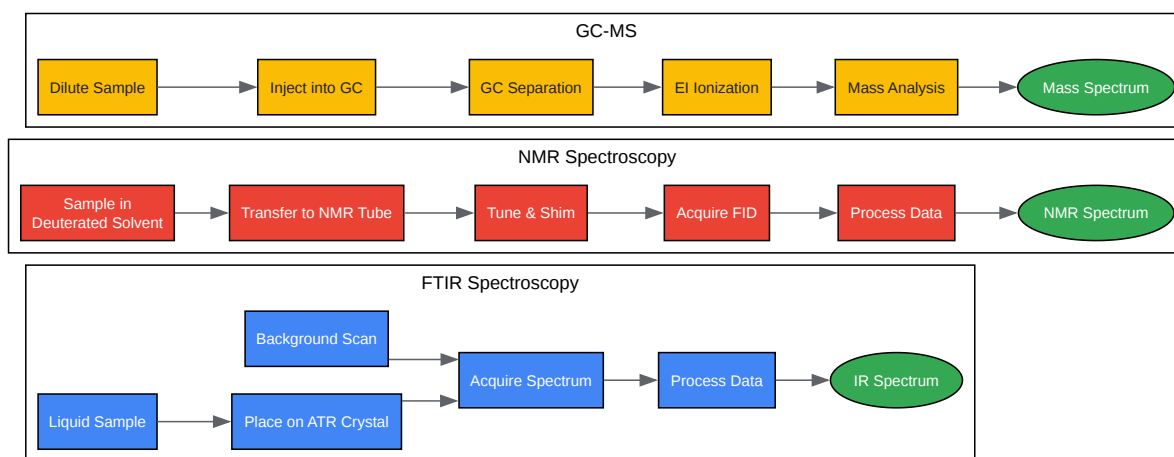 GC-MS
Dilute Sample
Inject into GC
GC Separation
EI Ionization
Mass Analysis
Mass Spectrum
NMR Spectroscopy
Sample in
Deuterated Solvent
Transfer to NMR Tube
Tune & Shim
Acquire FID
Process Data
NMR Spectrum
FTIR Spectroscopy
Background Scan
Liquid Sample
Place on ATR Crystal
Acquire Spectrum
Process Data
IR Spectrum